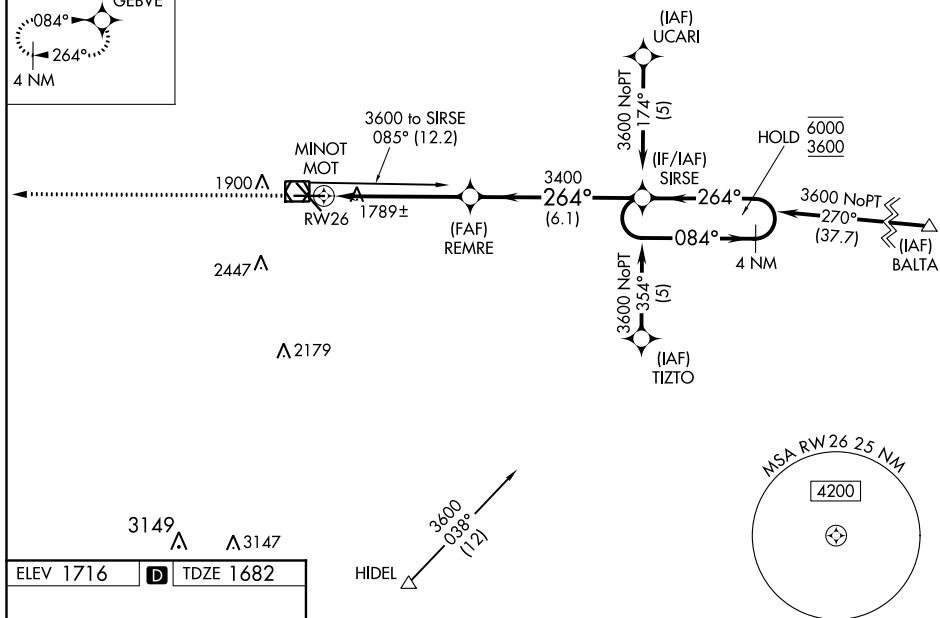 GEBVE
084°
264°
4 NM
(IAF)
UCARI
3600 NoPT
174°
(5)
3600 to SIRSE
085° (12.2)
HOLD
6000
3600
MINOT
MOT
(IF/IAF)
SIRSE
1900
3400
264°
264°
3600 NoPT
1789±
(6.1)
270°
RW26
(FAF)
REMRE
084°
(37.7)
(IAF)
BALTA
4 NM
2447
3600 NoPT
354°
(5)
2179
(IAF)
TIZTO
MSA RW 26 25 NM
4200
3149
3147
3600
038°
(12)
HIDEL
ELEV 1716 D TDZE 1682